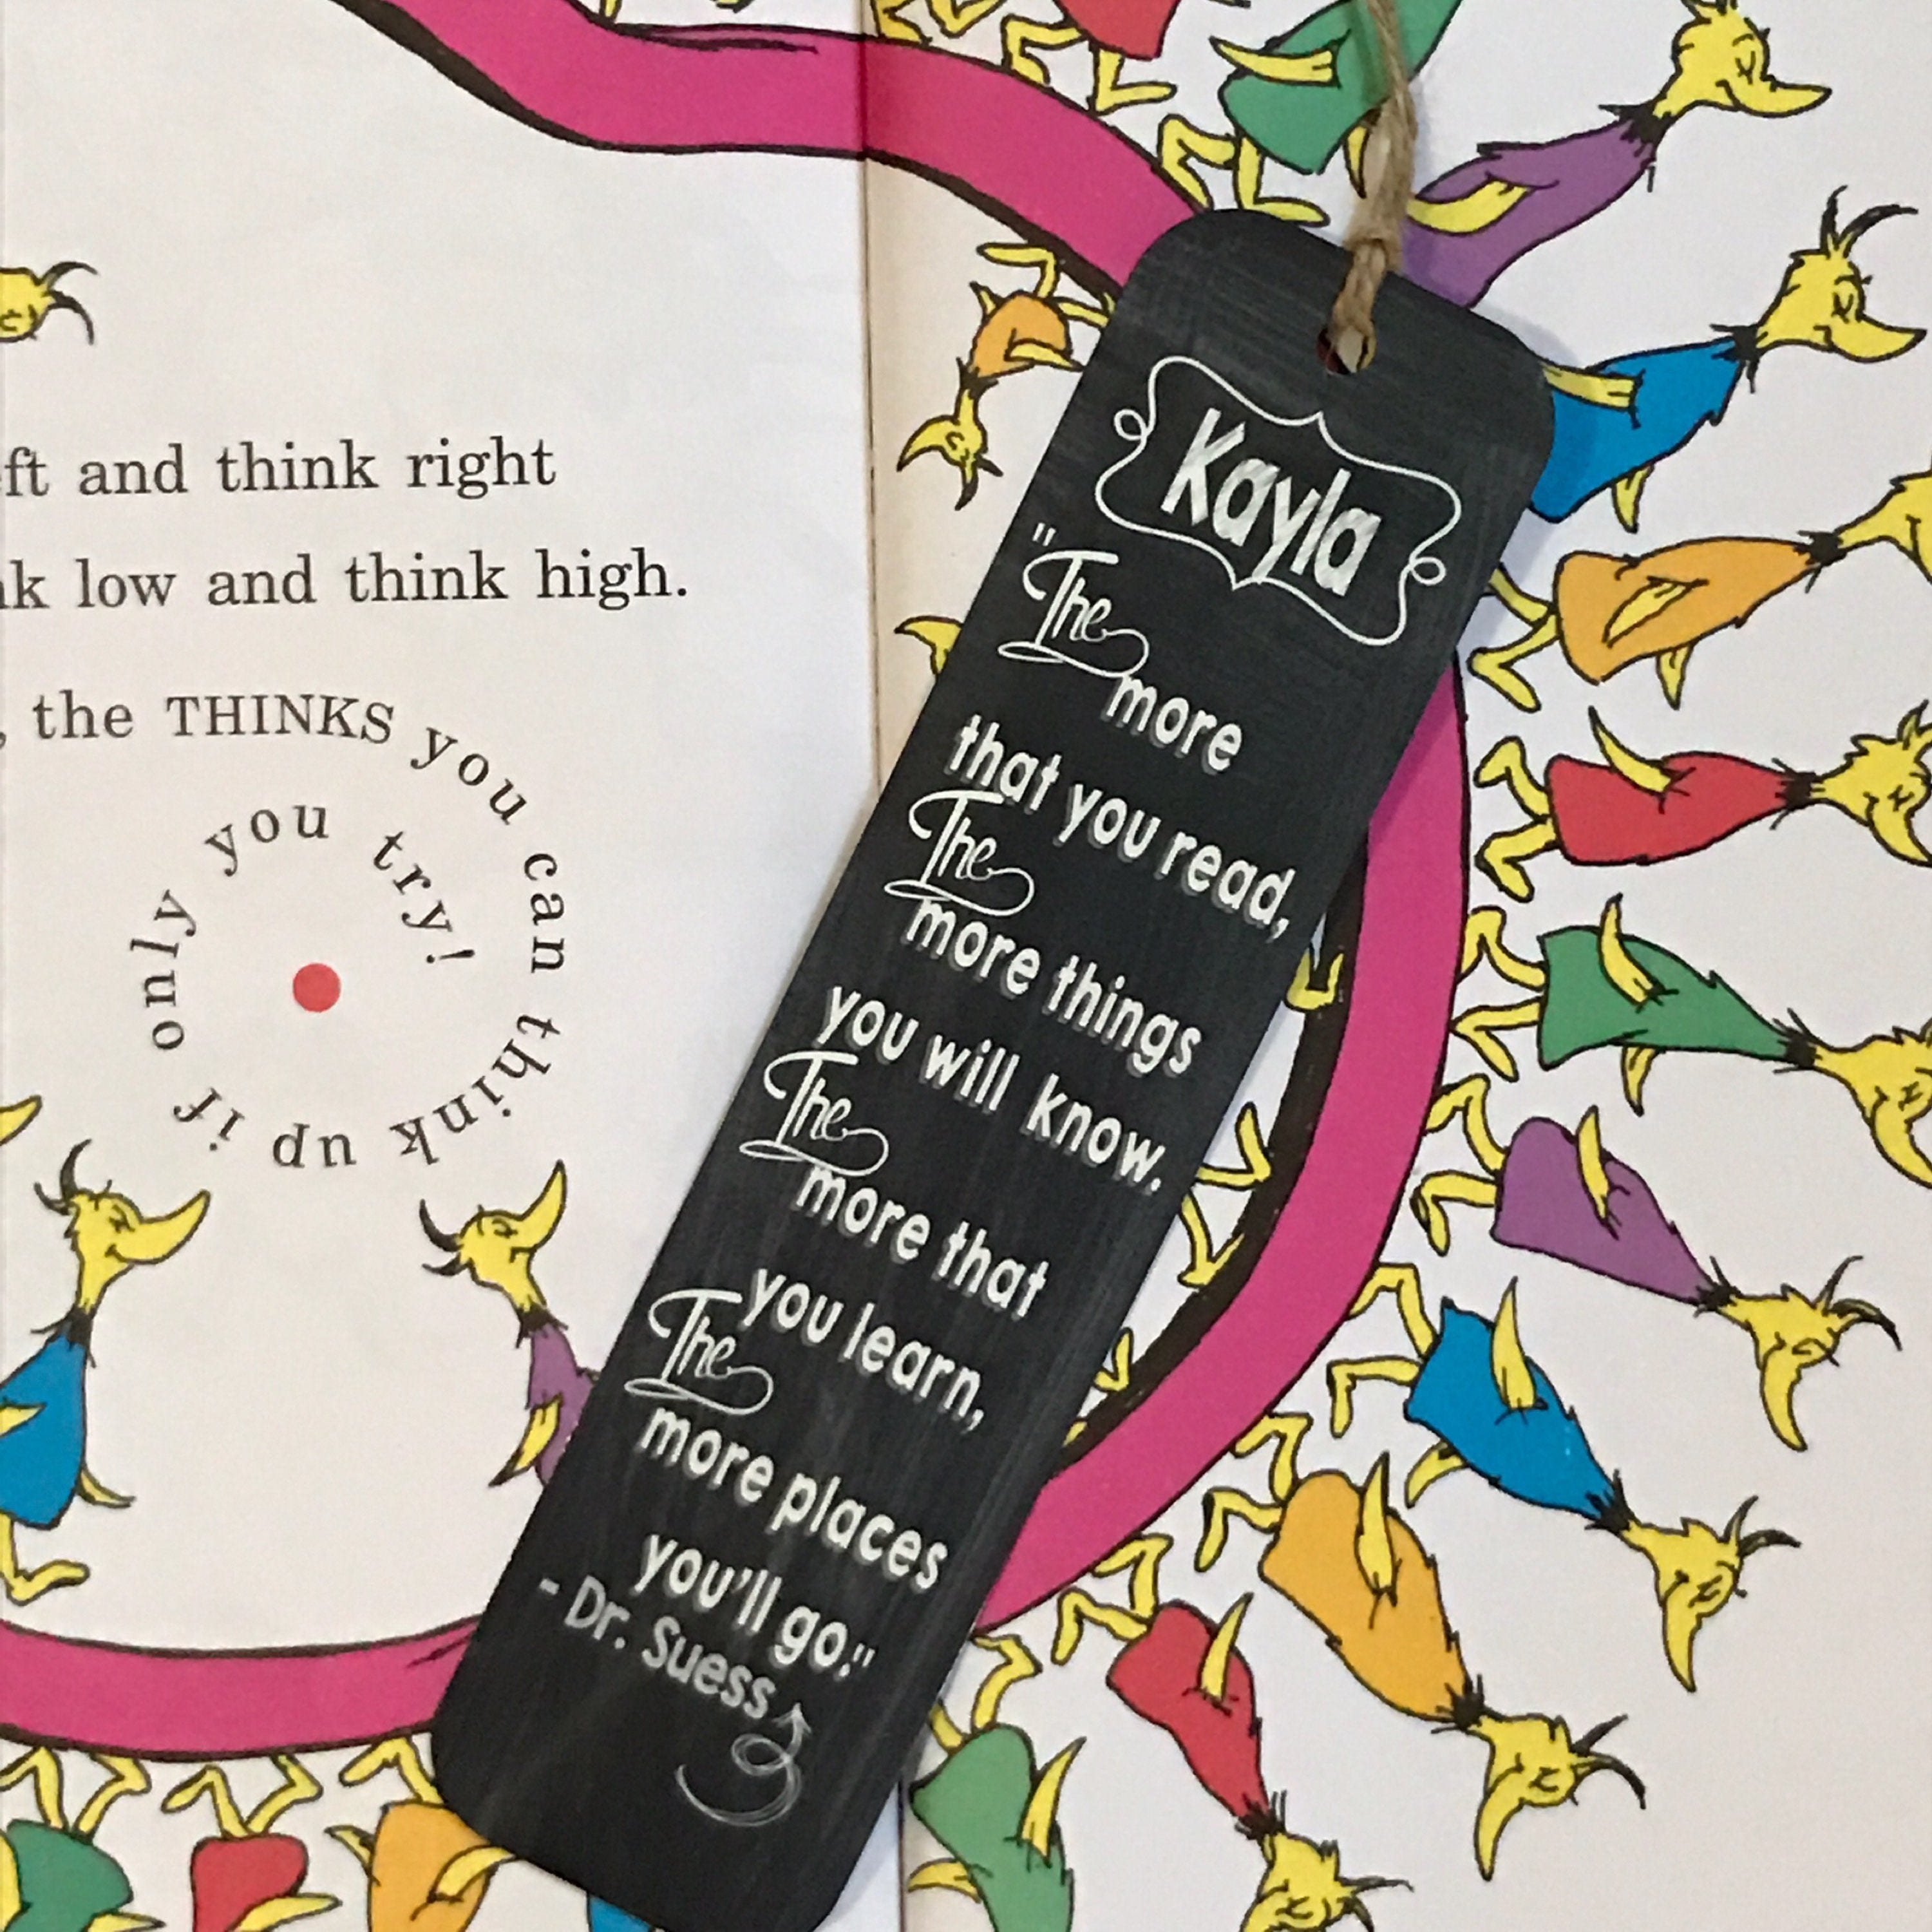 and think right
low and think high.
, the THINKS you can think up if only you try!
Kayla
"The
more
that you read,
The
more things
you will know.
The
more that
you learn,
The
more places
you'll go."
- Dr. Suess